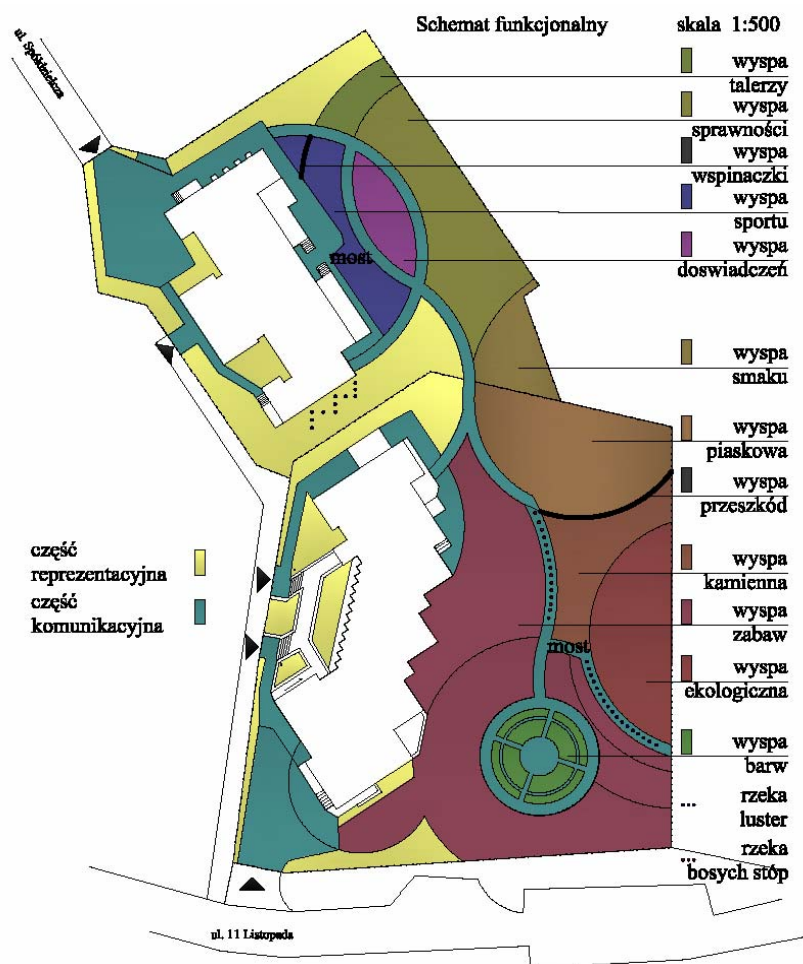 Schemat funkcjonalny
skala 1:500
ul. Spółdzielcza
wyspa
talerzy
wyspa
sprawności
wyspa
wspinaczki
wyspa
sportu
wyspa
doswiadczeń
most
wyspa
smaku
wyspa
piaskowa
wyspa
przeszkód
wyspa
kamienna
wyspa
zabaw
most
wyspa
ekologiczna
wyspa
barw
rzeka
luster
rzeka
bosych stóp
część
reprezentacyjna
część
komunikacyjna
ul. 11 Listopada